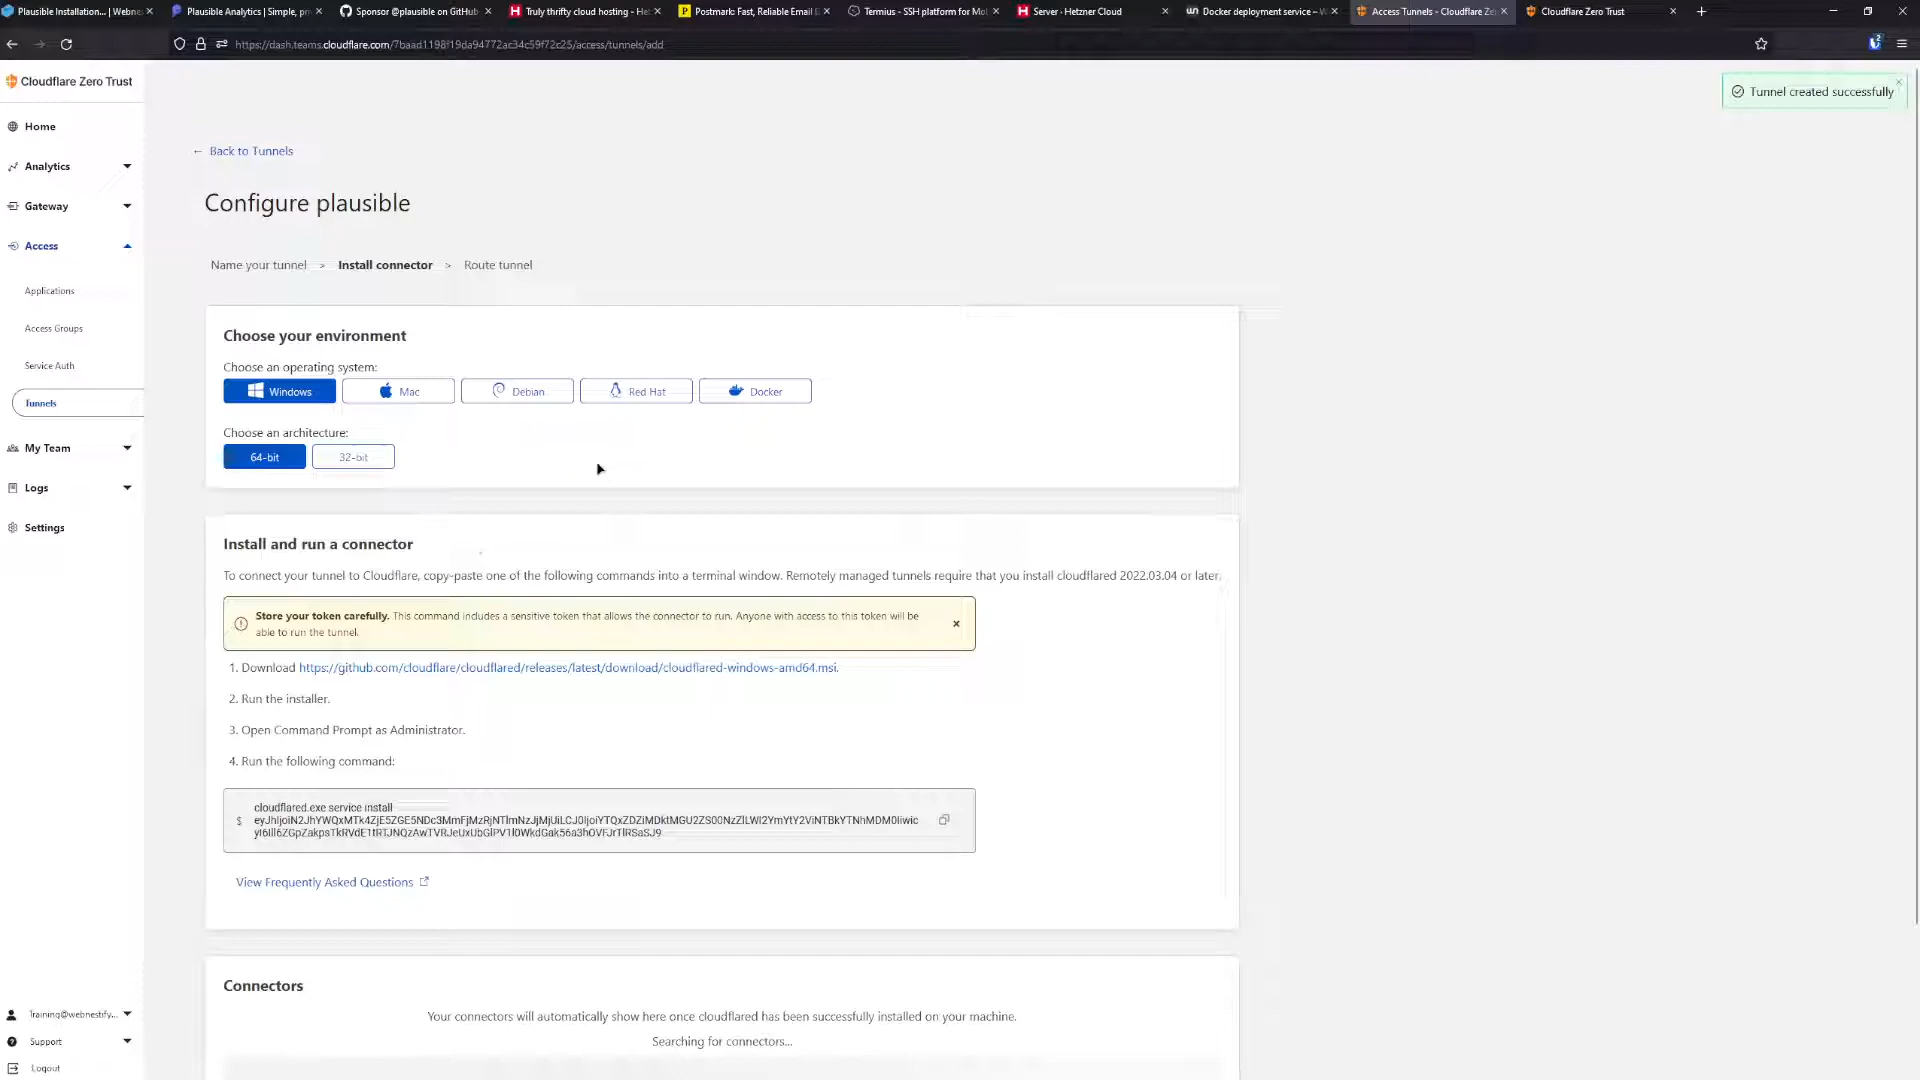 Plausible Installation... | Webnes
Plausible Analytics | Simple, pr
Sponsor @plausible on GitHub
Truly thrifty cloud hosting - Het
Postmark: Fast, Reliable Email D
Termius - SSH platform for Mob
Server · Hetzner Cloud
Docker deployment service – W
Access Tunnels - Cloudflare Ze
Cloudflare Zero Trust
https://dash.teams.cloudflare.com/7baad1198f19da94772ac34c59f72c25/access/tunnels/add
Cloudflare Zero Trust
Tunnel created successfully
Home
Analytics
Gateway
Access
Applications
Access Groups
Service Auth
Tunnels
My Team
Logs
Settings
Training@webnestify...
Support
Logout
← Back to Tunnels
Configure plausible
Name your tunnel > Install connector > Route tunnel
Choose your environment
Choose an operating system:
Windows
Mac
Debian
Red Hat
Docker
Choose an architecture:
64-bit
32-bit
Install and run a connector
To connect your tunnel to Cloudflare, copy-paste one of the following commands into a terminal window. Remotely managed tunnels require that you install cloudflared 2022.03.04 or later.
Store your token carefully. This command includes a sensitive token that allows the connector to run. Anyone with access to this token will be
able to run the tunnel.
1. Download https://github.com/cloudflare/cloudflared/releases/latest/download/cloudflared-windows-amd64.msi.
2. Run the installer.
3. Open Command Prompt as Administrator.
4. Run the following command:
$ cloudflared.exe service install
View Frequently Asked Questions
Connectors
Your connectors will automatically show here once cloudflared has been successfully installed on your machine.
Searching for connectors...